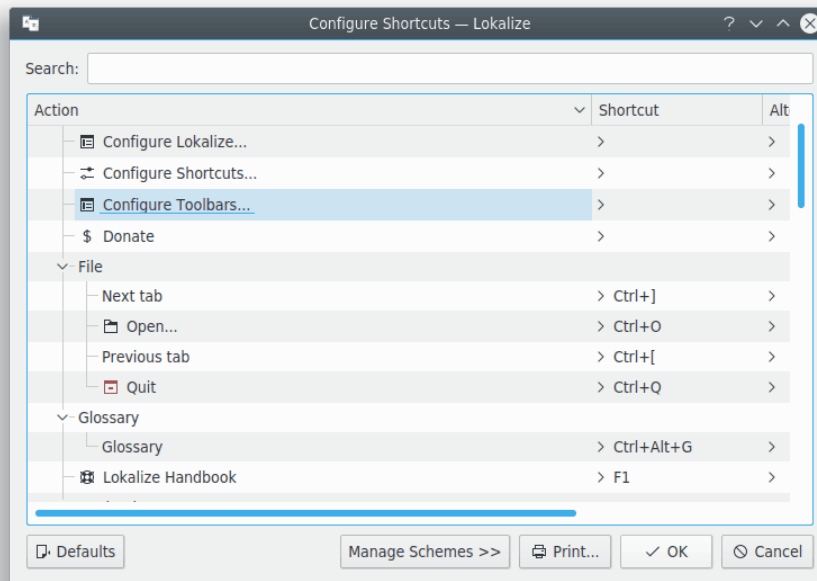 Configure Shortcuts — Lokalize
Search:
Action Shortcut Alt
Configure Lokalize...
Configure Shortcuts...
Configure Toolbars...
$ Donate
File
Next tab Ctrl+]
Open... Ctrl+O
Previous tab Ctrl+[
Quit Ctrl+Q
Glossary
Glossary Ctrl+Alt+G
Lokalize Handbook F1
Defaults Manage Schemes >> Print... OK Cancel